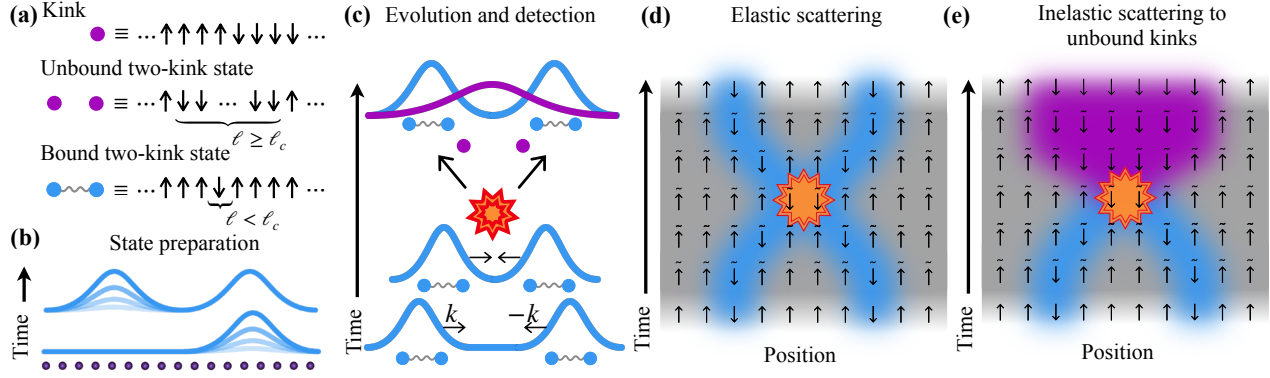 (a) Kink
≡ ...↑↑↑↑↓↓↓↓ ...
Unbound two-kink state
≡ ...↑↓↓ ... ↓↓↑ ...
ℓ ≥ ℓc
Bound two-kink state
≡ ...↑↑↑↓↑↑↑↑ ...
ℓ < ℓc
(b) State preparation
Time
(c) Evolution and detection
Time
k
−k
(d) Elastic scattering
Time
Position
(e) Inelastic scattering to
unbound kinks
Time
Position